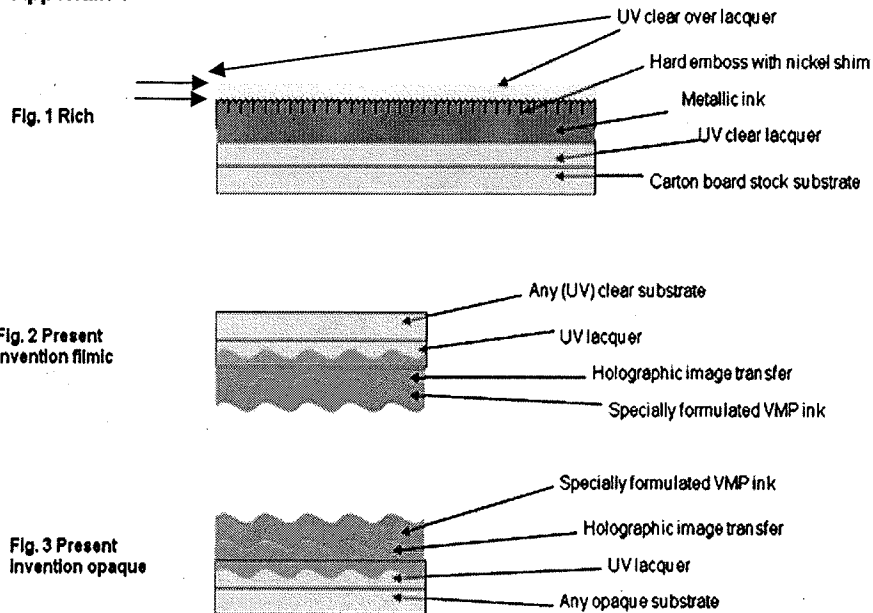 UV clear over lacquer
Hard emboss with nickel shim
Fig. 1 Rich
Metallic ink
UV clear lacquer
Carton board stock substrate
Any (UV) clear substrate
Fig. 2 Present
invention filmic
UV lacquer
Holographic image transfer
Specially formulated VMP ink
Specially formulated VMP ink
Fig. 3 Present
invention opaque
Holographic image transfer
UV lacquer
Any opaque substrate